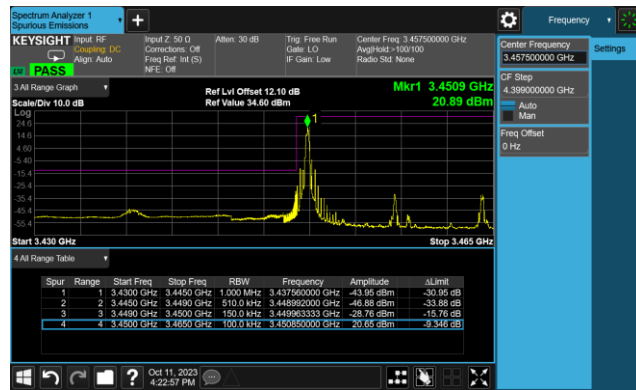 Spectrum Analyzer 1
Spurious Emissions
Frequency
KEYSIGHT
Input: RF
Coupling: DC
Align: Auto
Input Z: 50 Ω
Corrections: Off
Freq Ref: Int (S)
NFE: Off
Atten: 30 dB
Trig: Free Run
Gate: LO
IF Gain: Low
Center Freq: 3.457500000 GHz
Avg|Hold:>100/100
Radio Std: None
PASS
Center Frequency
3.457500000 GHz
Settings
CF Step
4.399000000 GHz
Auto
Man
Freq Offset
0 Hz
3 All Range Graph
Scale/Div 10.0 dB
Ref Lvl Offset 12.10 dB
Ref Value 34.60 dBm
Mkr1 3.4509 GHz
20.89 dBm
Log
24.6
14.6
4.60
-5.40
-15.4
-25.4
-35.4
-45.4
-55.4
1
Start 3.430 GHz
Stop 3.465 GHz
4 All Range Table
Spur Range Start Freq Stop Freq RBW Frequency Amplitude ΔLimit
1 1 3.4300 GHz 3.4450 GHz 1.000 MHz 3.437560000 GHz -43.95 dBm -30.95 dB
2 2 3.4450 GHz 3.4490 GHz 510.0 kHz 3.448992000 GHz -46.88 dBm -33.88 dB
3 3 3.4490 GHz 3.4500 GHz 150.0 kHz 3.449963333 GHz -28.76 dBm -15.76 dB
4 4 3.4500 GHz 3.4650 GHz 100.0 kHz 3.450850000 GHz 20.65 dBm -9.346 dB
?
Oct 11, 2023
4:22:57 PM